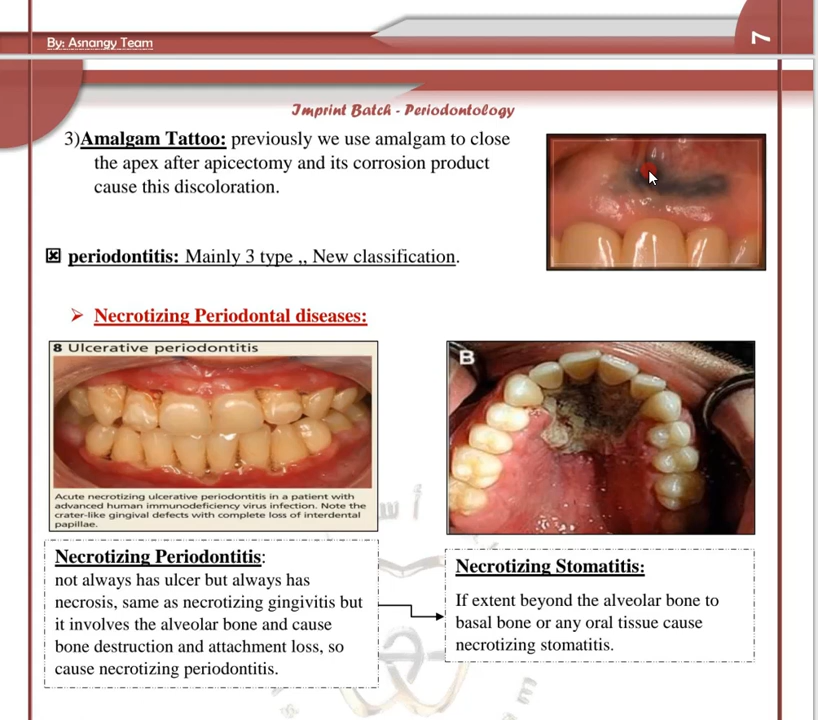 By: Asnangy Team
7
Imprint Batch - Periodontology
3)Amalgam Tattoo: previously we use amalgam to close
the apex after apicectomy and its corrosion product
cause this discoloration.
periodontitis: Mainly 3 type ,, New classification.
Necrotizing Periodontal diseases:
8 Ulcerative periodontitis
Acute necrotizing ulcerative periodontitis in a patient with
advanced human immunodeficiency virus infection. Note the
crater-like gingival defects with complete loss of interdental
papillae.
B
Necrotizing Periodontitis:
not always has ulcer but always has
necrosis, same as necrotizing gingivitis but
it involves the alveolar bone and cause
bone destruction and attachment loss, so
cause necrotizing periodontitis.
Necrotizing Stomatitis:
If extent beyond the alveolar bone to
basal bone or any oral tissue cause
necrotizing stomatitis.